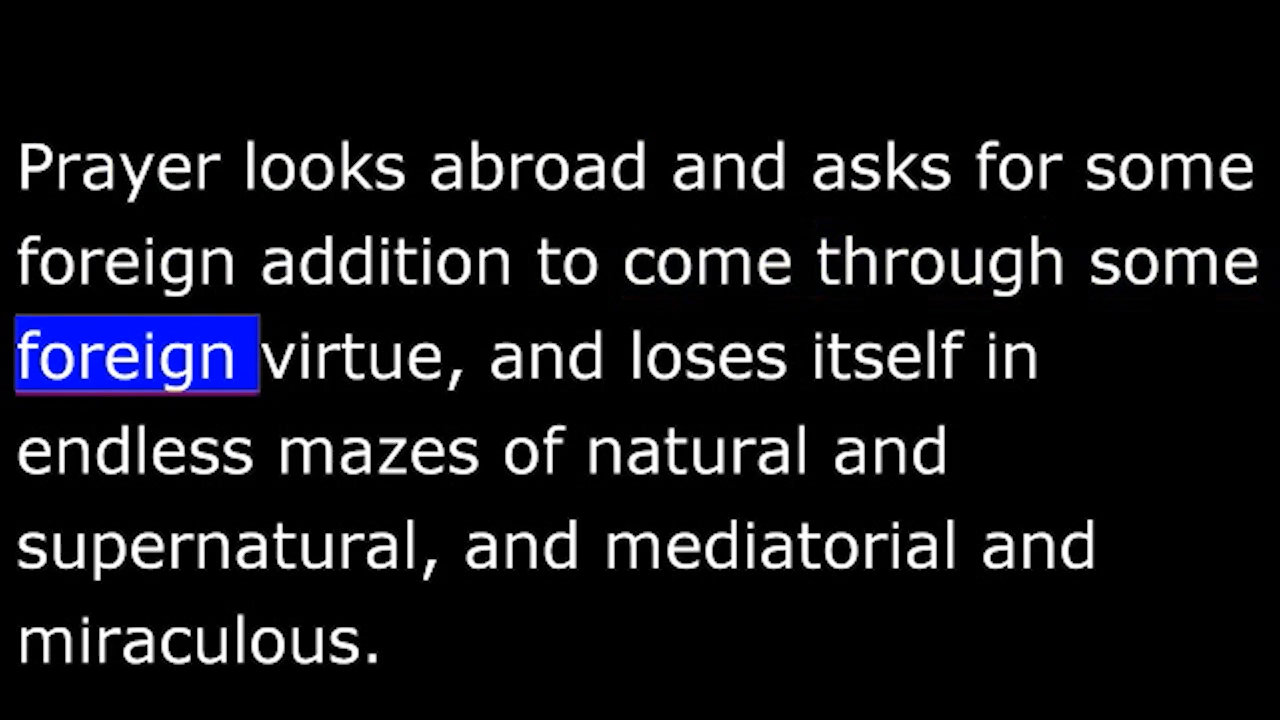 Prayer looks abroad and asks for some
foreign addition to come through some
foreign virtue, and loses itself in
endless mazes of natural and
supernatural, and mediatorial and
miraculous.